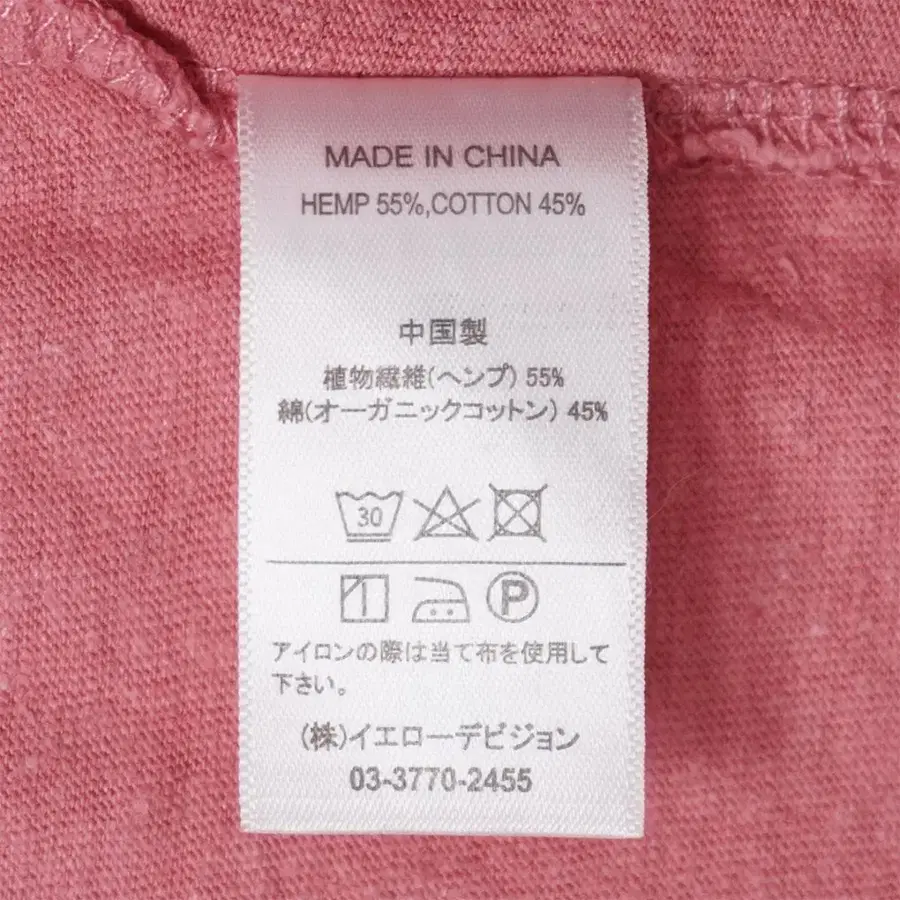 MADE IN CHINA
HEMP 55%,COTTON 45%
中国製
植物繊維(ヘンプ) 55%
綿(オーガニックコットン) 45%
30
P
アイロンの際は当て布を使用して
下さい。
(株)イエローデビジョン
03-3770-2455